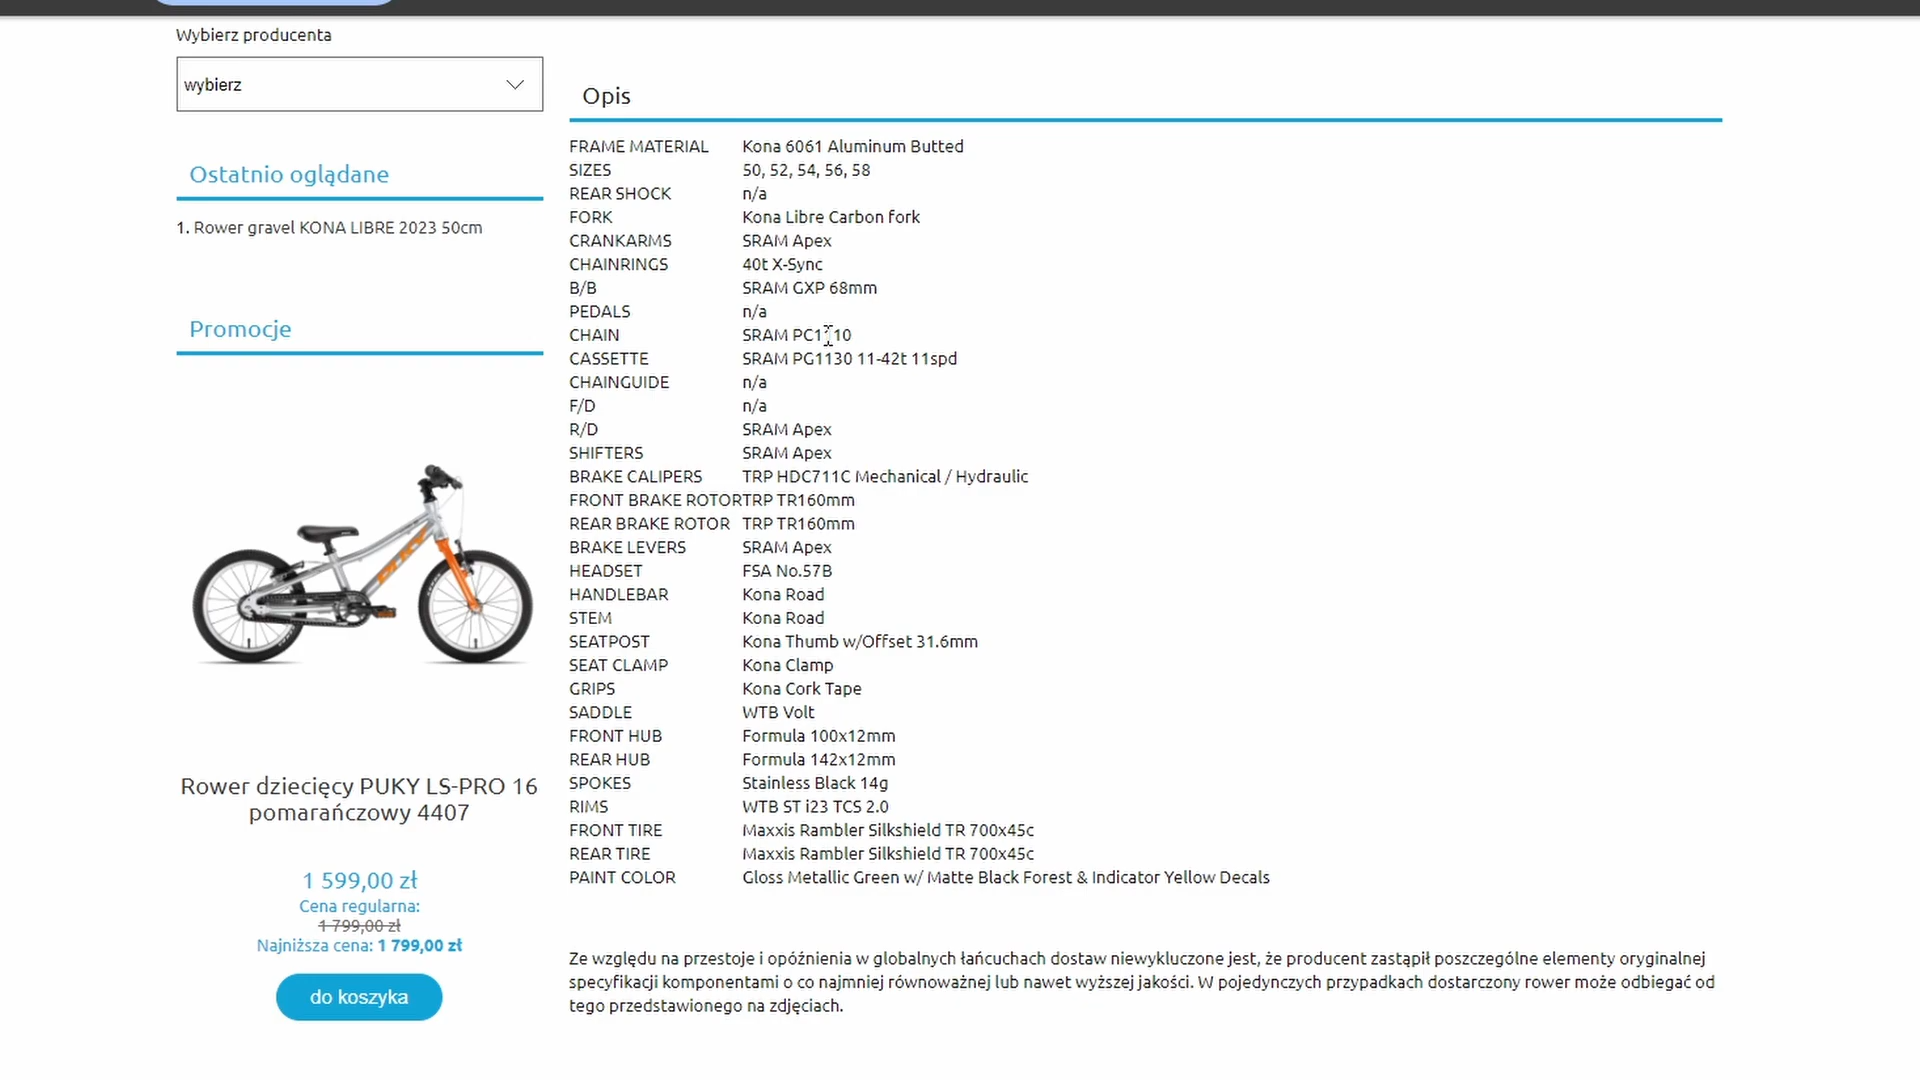 Wybierz producenta
wybierz
Ostatnio oglądane
1. Rower gravel KONA LIBRE 2023 50cm
Promocje
Rower dziecięcy PUKY LS-PRO 16
pomarańczowy 4407
1 599,00 zł
Cena regularna:
1 799,00 zł
Najniższa cena: 1 799,00 zł
do koszyka
Opis
FRAME MATERIAL Kona 6061 Aluminum Butted
SIZES 50, 52, 54, 56, 58
REAR SHOCK n/a
FORK Kona Libre Carbon fork
CRANKARMS SRAM Apex
CHAINRINGS 40t X-Sync
B/B SRAM GXP 68mm
PEDALS n/a
CHAIN SRAM PC1110
CASSETTE SRAM PG1130 11-42t 11spd
CHAINGUIDE n/a
F/D n/a
R/D SRAM Apex
SHIFTERS SRAM Apex
BRAKE CALIPERS TRP HDC711C Mechanical / Hydraulic
FRONT BRAKE ROTOR TRP TR160mm
REAR BRAKE ROTOR TRP TR160mm
BRAKE LEVERS SRAM Apex
HEADSET FSA No.57B
HANDLEBAR Kona Road
STEM Kona Road
SEATPOST Kona Thumb w/Offset 31.6mm
SEAT CLAMP Kona Clamp
GRIPS Kona Cork Tape
SADDLE WTB Volt
FRONT HUB Formula 100x12mm
REAR HUB Formula 142x12mm
SPOKES Stainless Black 14g
RIMS WTB ST i23 TCS 2.0
FRONT TIRE Maxxis Rambler Silkshield TR 700x45c
REAR TIRE Maxxis Rambler Silkshield TR 700x45c
PAINT COLOR Gloss Metallic Green w/ Matte Black Forest & Indicator Yellow Decals
Ze względu na przestoje i opóźnienia w globalnych łańcuchach dostaw niewykluczone jest, że producent zastąpił poszczególne elementy oryginalnej
specyfikacji komponentami o co najmniej równoważnej lub nawet wyższej jakości. W pojedynczych przypadkach dostarczony rower może odbiegać od
tego przedstawionego na zdjęciach.